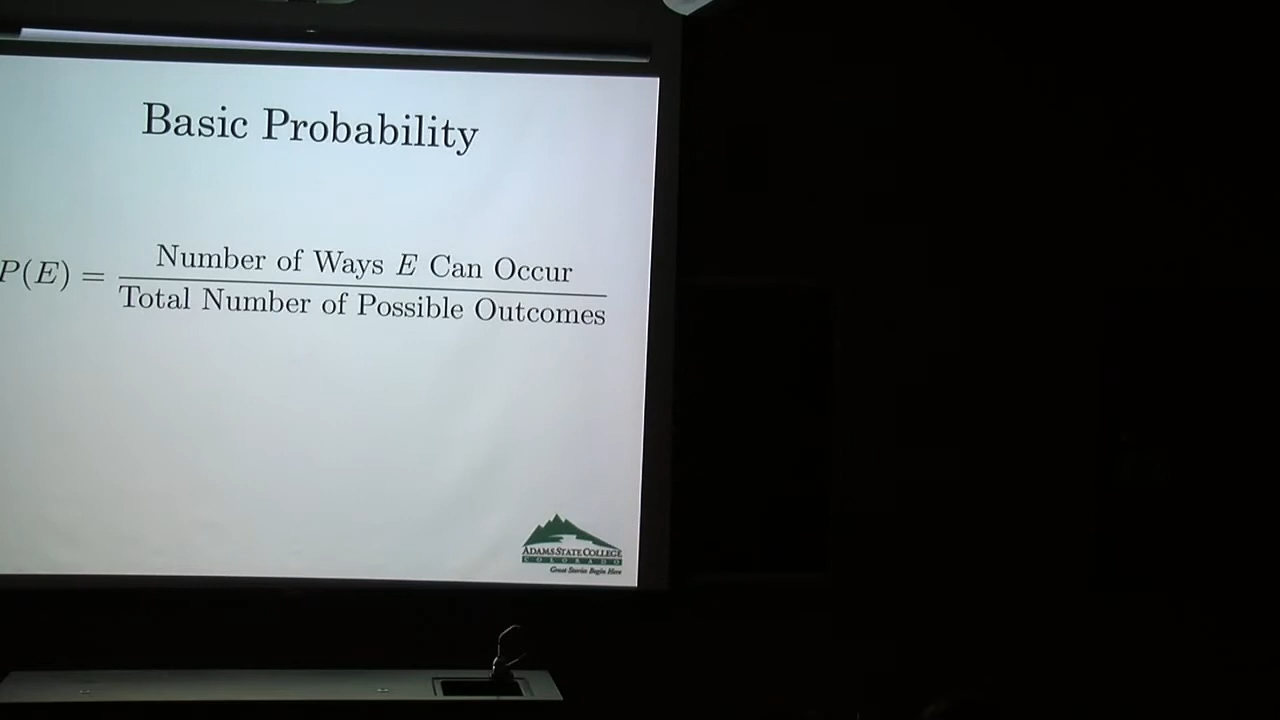 Basic Probability
P(E) = Number of Ways E Can Occur
Total Number of Possible Outcomes
ADAMS STATE COLLEGE
COLORADO
Great Stories Begin Here